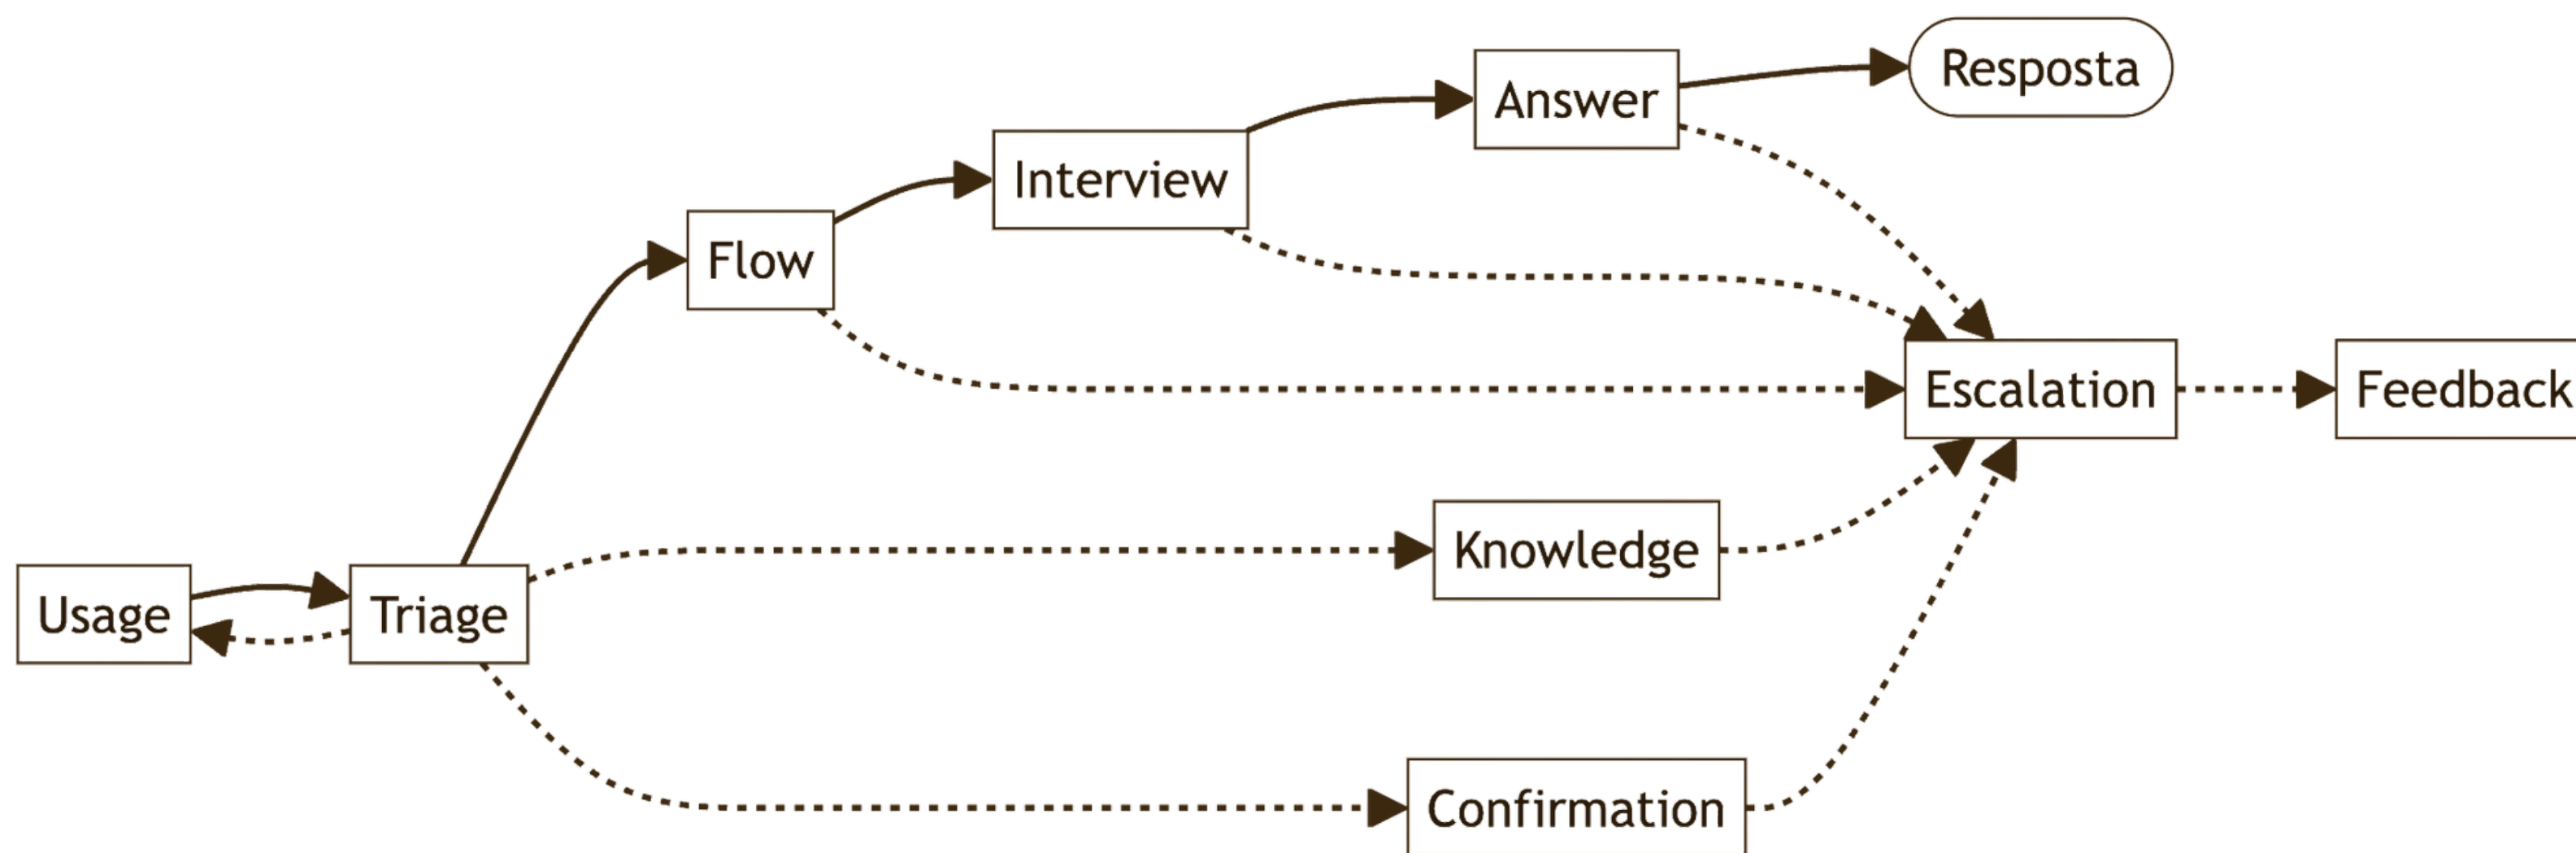 Resposta
Answer
Interview
Flow
Escalation
Feedback
Knowledge
Usage
Triage
Confirmation